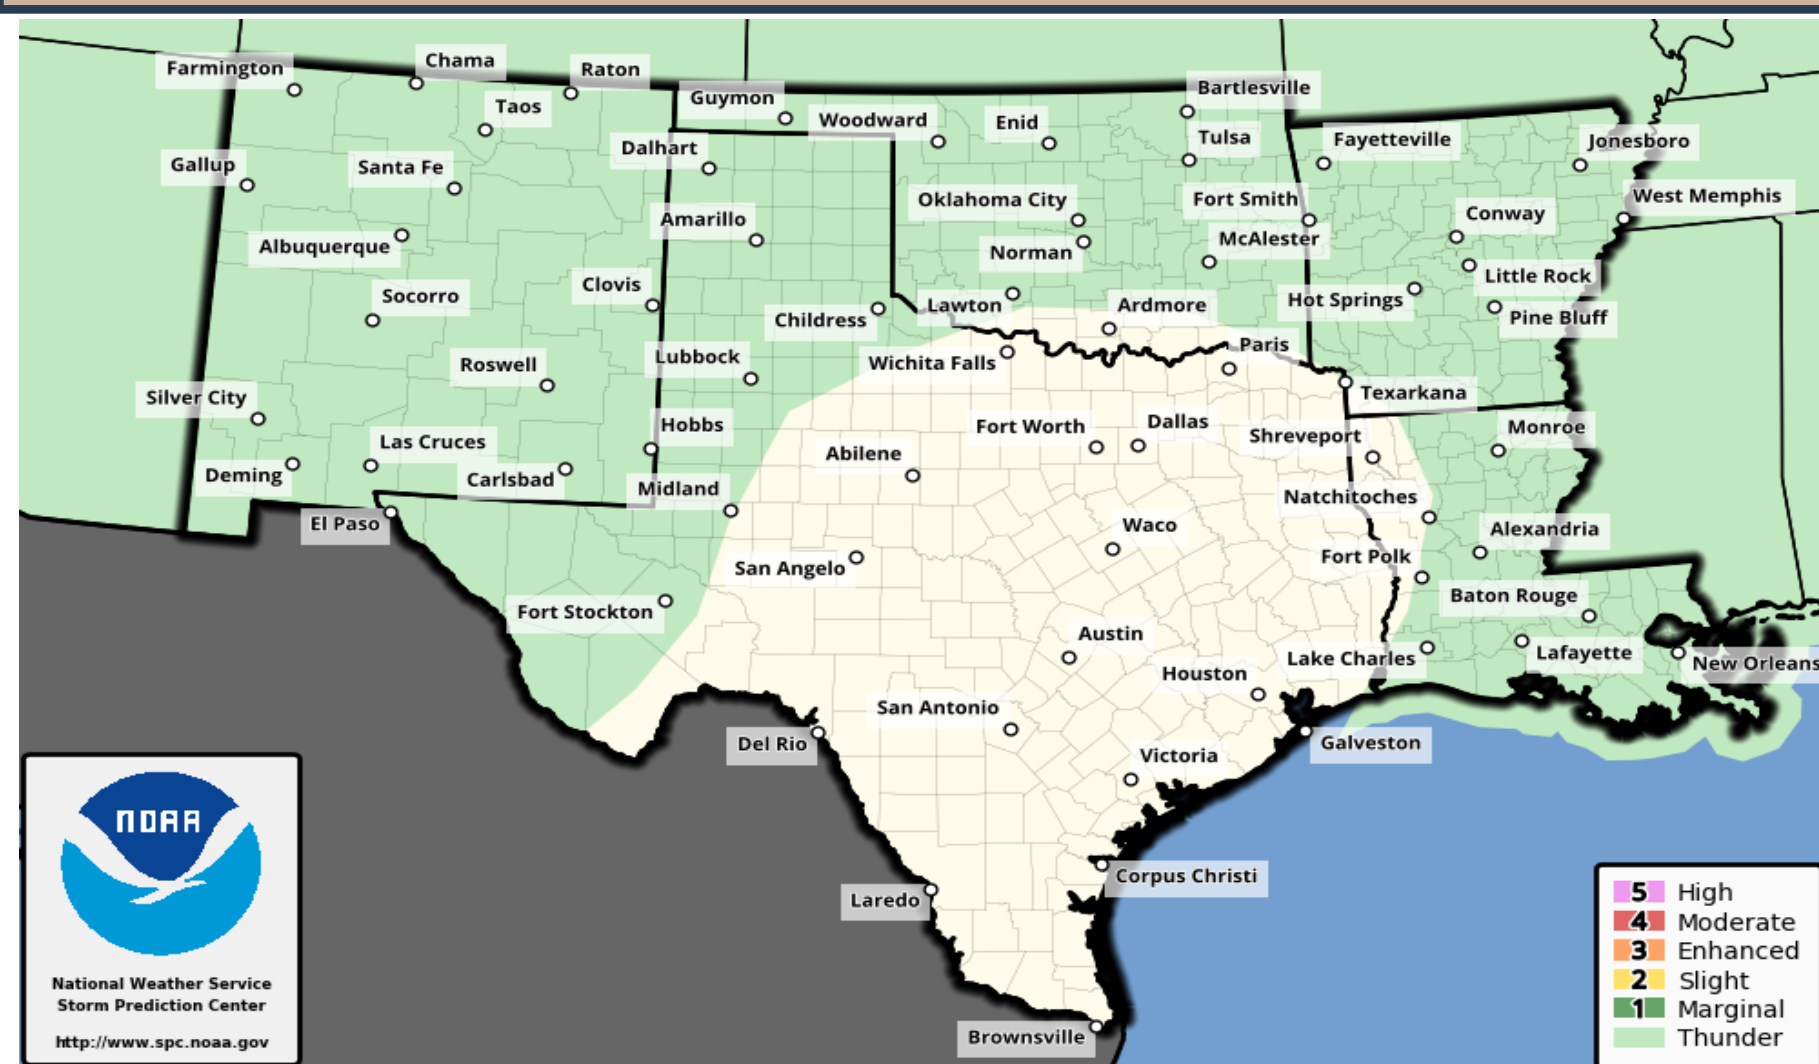 Farmington
Chama
Raton
Taos
Guymon
Woodward
Enid
Bartlesville
Tulsa
Fayetteville
Jonesboro
Gallup
Santa Fe
Dalhart
Oklahoma City
Fort Smith
West Memphis
Conway
Albuquerque
Amarillo
Norman
McAlester
Little Rock
Socorro
Clovis
Childress
Lawton
Ardmore
Hot Springs
Pine Bluff
Roswell
Lubbock
Wichita Falls
Paris
Texarkana
Silver City
Hobbs
Las Cruces
Abilene
Fort Worth
Dallas
Shreveport
Monroe
Deming
Carlsbad
Midland
Natchitoches
El Paso
Waco
Alexandria
San Angelo
Fort Polk
Fort Stockton
Baton Rouge
Austin
Lake Charles
Lafayette
New Orleans
Houston
San Antonio
Del Rio
Victoria
Galveston
Corpus Christi
Laredo
Brownsville
NOAA
National Weather Service
Storm Prediction Center
http://www.spc.noaa.gov
5 High
4 Moderate
3 Enhanced
2 Slight
1 Marginal
Thunder